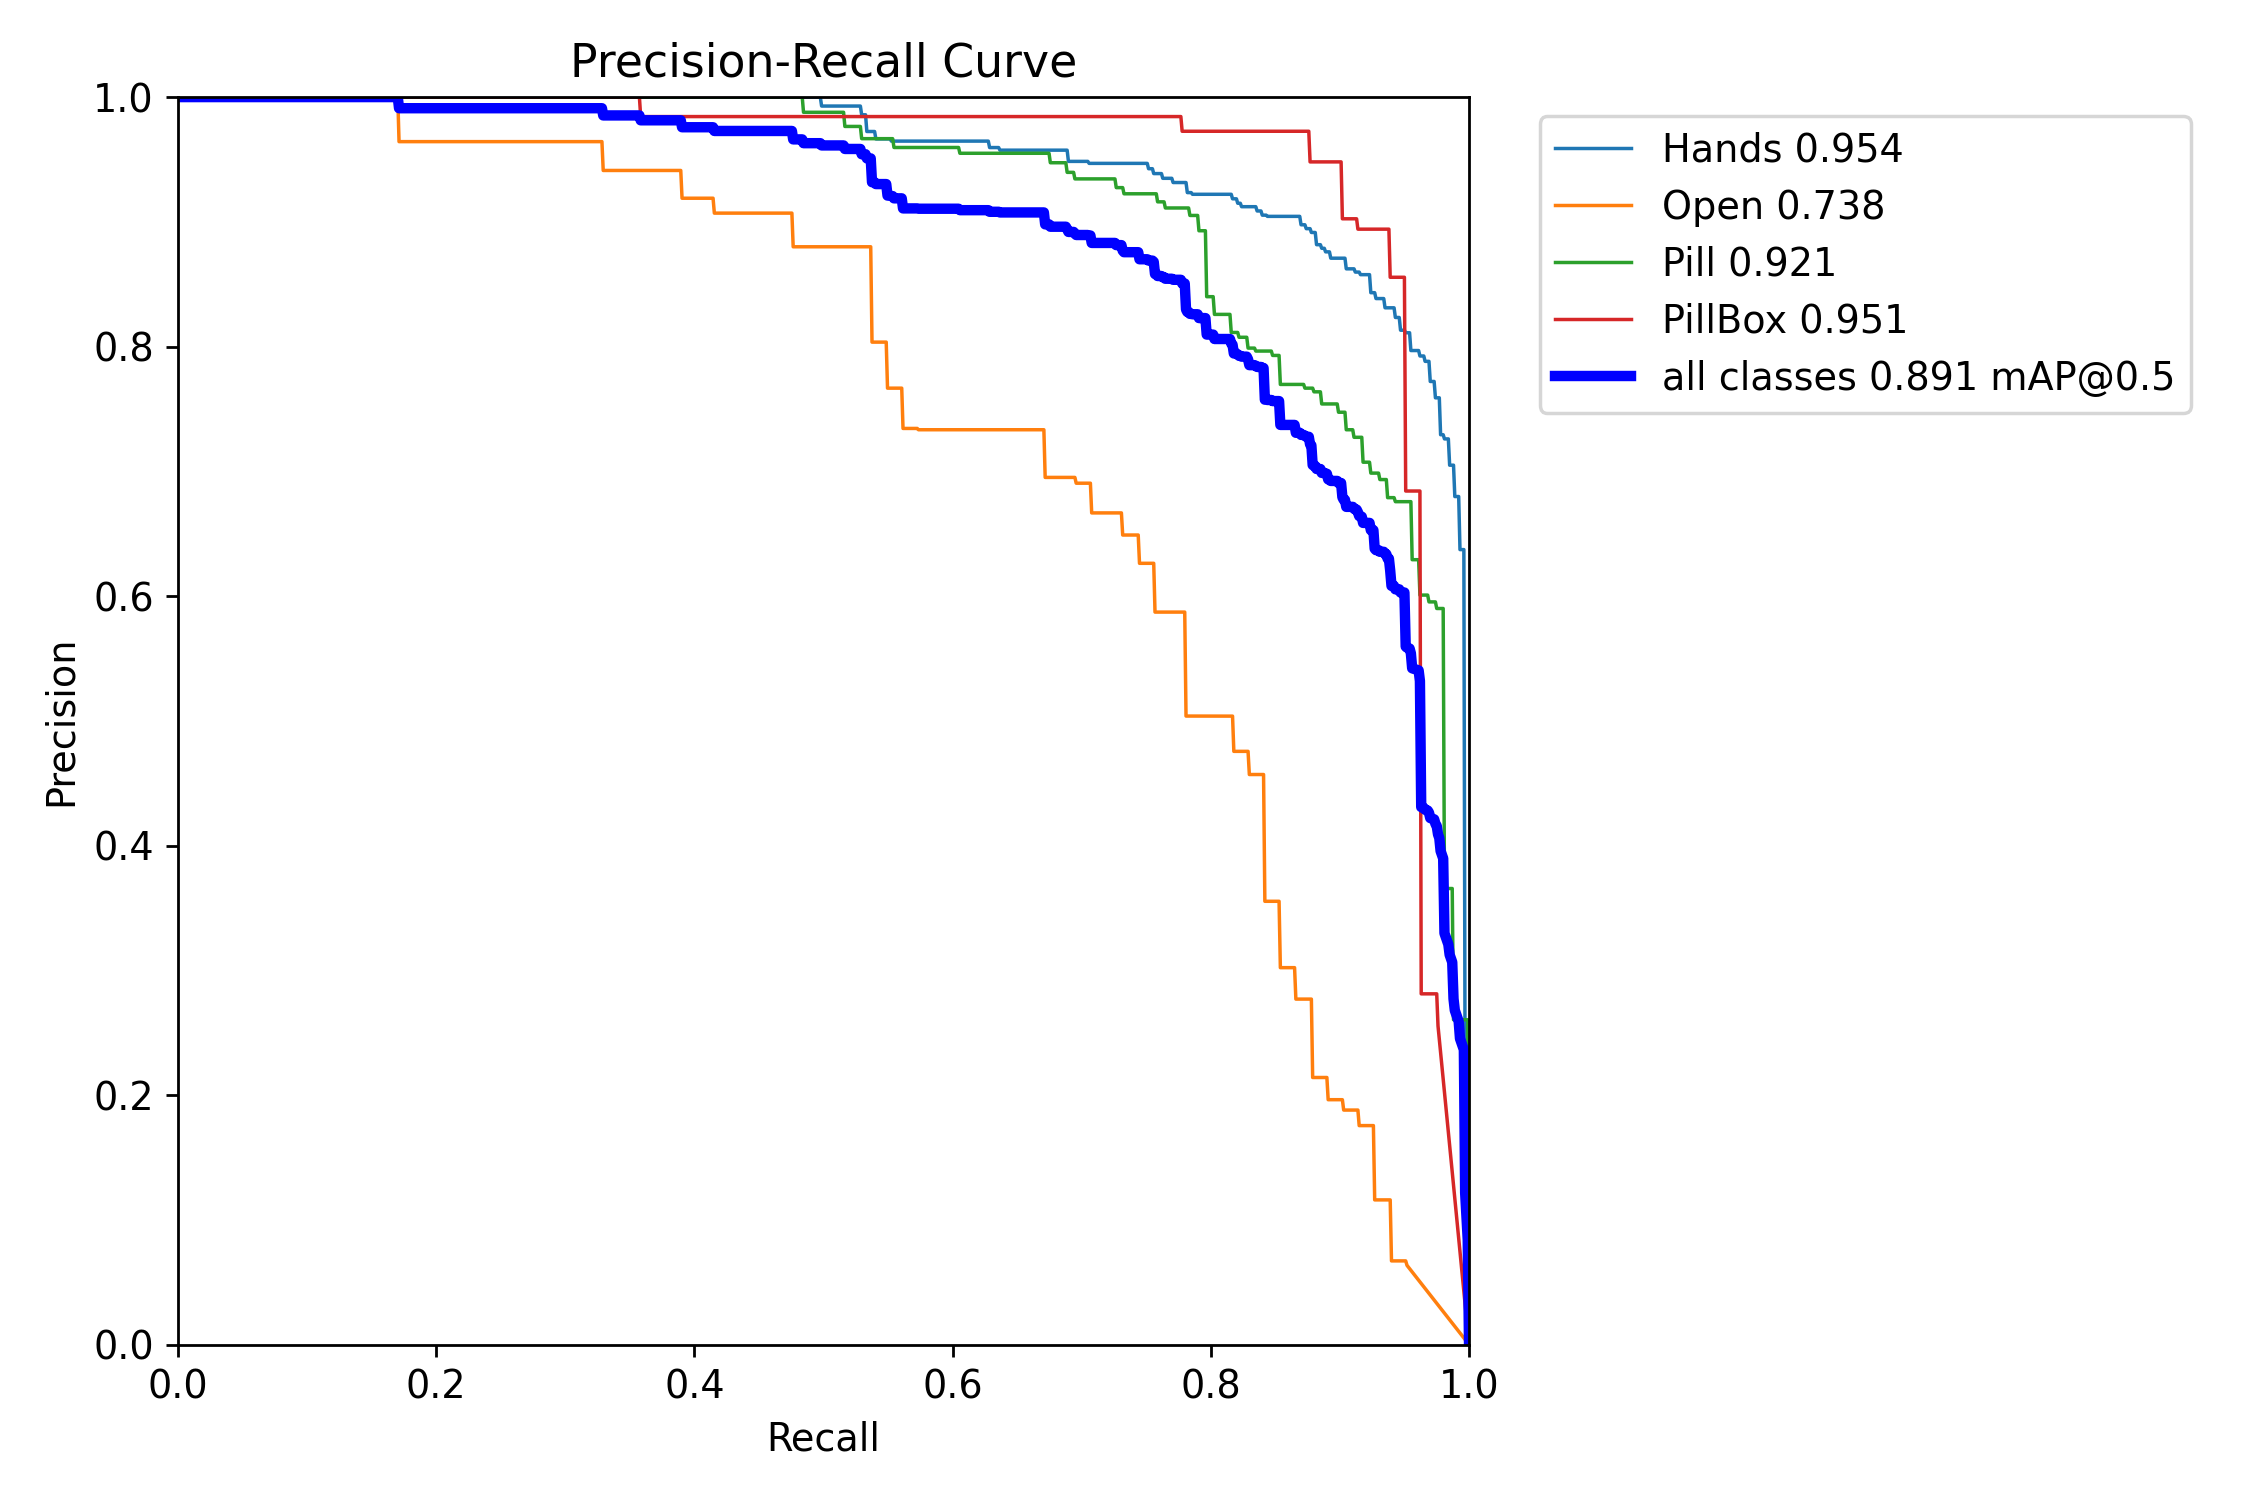 Precision-Recall Curve
1.0
0.8
0.6
0.4
0.2
0.0
Precision
0.0 0.2 0.4 0.6 0.8 1.0
Recall
Hands 0.954
Open 0.738
Pill 0.921
PillBox 0.951
all classes 0.891 mAP@0.5